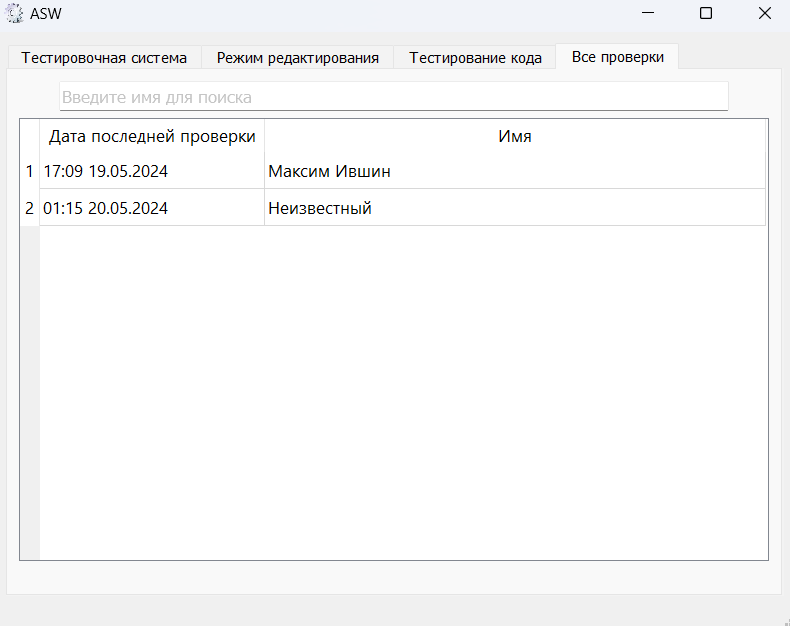 ASW
Тестировочная система Режим редактирования Тестирование кода Все проверки
Введите имя для поиска
Дата последней проверки Имя
1 17:09 19.05.2024 Максим Ившин
2 01:15 20.05.2024 Неизвестный